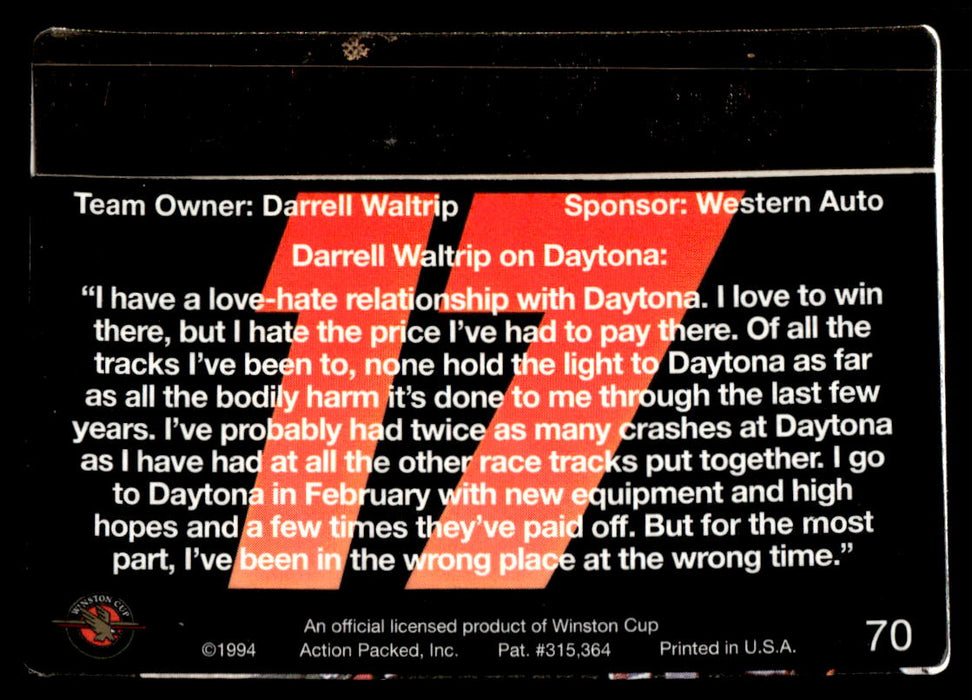 Team Owner: Darrell Waltrip Sponsor: Western Auto
17
Darrell Waltrip on Daytona:
“I have a love-hate relationship with Daytona. I love to win
there, but I hate the price I’ve had to pay there. Of all the
tracks I’ve been to, none hold the light to Daytona as far
as all the bodily harm it’s done to me through the last few
years. I’ve probably had twice as many crashes at Daytona
as I have had at all the other race tracks put together. I go
to Daytona in February with new equipment and high
hopes and a few times they’ve paid off. But for the most
part, I’ve been in the wrong place at the wrong time.”
WINSTON CUP
An official licensed product of Winston Cup
©1994 Action Packed, Inc. Pat. #315,364 Printed in U.S.A.
70